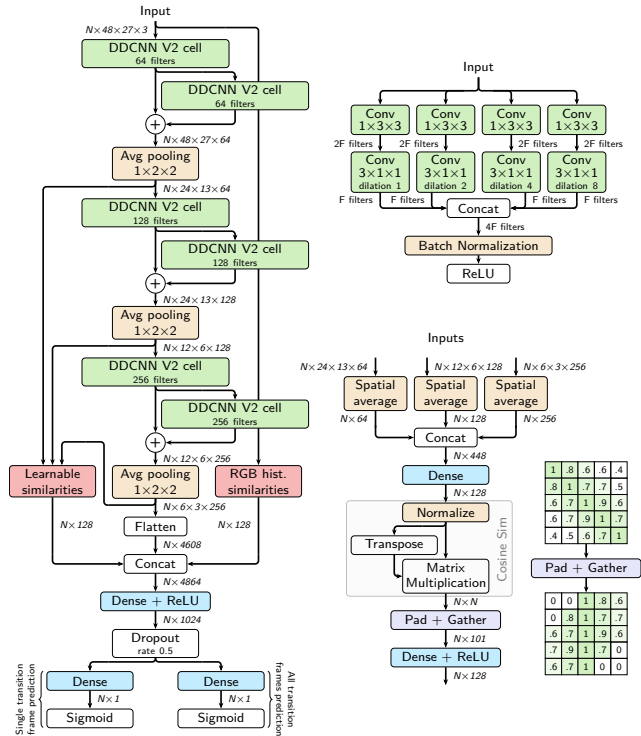 Input
N×48×27×3
DDCNN V2 cell
64 filters
DDCNN V2 cell
64 filters
+
N×48×27×64
Avg pooling
1×2×2
N×24×13×64
DDCNN V2 cell
128 filters
DDCNN V2 cell
128 filters
+
N×24×13×128
Avg pooling
1×2×2
N×12×6×128
DDCNN V2 cell
256 filters
DDCNN V2 cell
256 filters
+
N×12×6×256
Learnable
similarities
Avg pooling
1×2×2
RGB hist.
similarities
N×6×3×256
N×128
Flatten
N×128
N×4608
Concat
N×4864
Dense + ReLU
N×1024
Dropout
rate 0.5
Single transition
frame prediction
Dense
N×1
Sigmoid
Dense
N×1
Sigmoid
All transition
frames prediction
Input
Conv
1×3×3
Conv
1×3×3
Conv
1×3×3
Conv
1×3×3
2F filters
2F filters
2F filters
2F filters
Conv
3×1×1
dilation 1
Conv
3×1×1
dilation 2
Conv
3×1×1
dilation 4
Conv
3×1×1
dilation 8
F filters
F filters
F filters
F filters
Concat
4F filters
Batch Normalization
ReLU
Inputs
N×24×13×64
N×12×6×128
N×6×3×256
Spatial
average
Spatial
average
Spatial
average
N×64
N×128
N×256
Concat
N×448
Dense
N×128
Normalize
Transpose
Matrix
Multiplication
Cosine Sim
N×N
Pad + Gather
N×101
Dense + ReLU
N×128
1 .8 .6 .6 .4
.8 1 .7 .7 .5
.6 .7 1 .9 .6
.6 .7 .9 1 .7
.4 .5 .6 .7 1
Pad + Gather
0 0 1 .8 .6
0 .8 1 .7 .7
.6 .7 1 .9 .6
.7 .9 1 .7 0
.6 .7 1 0 0